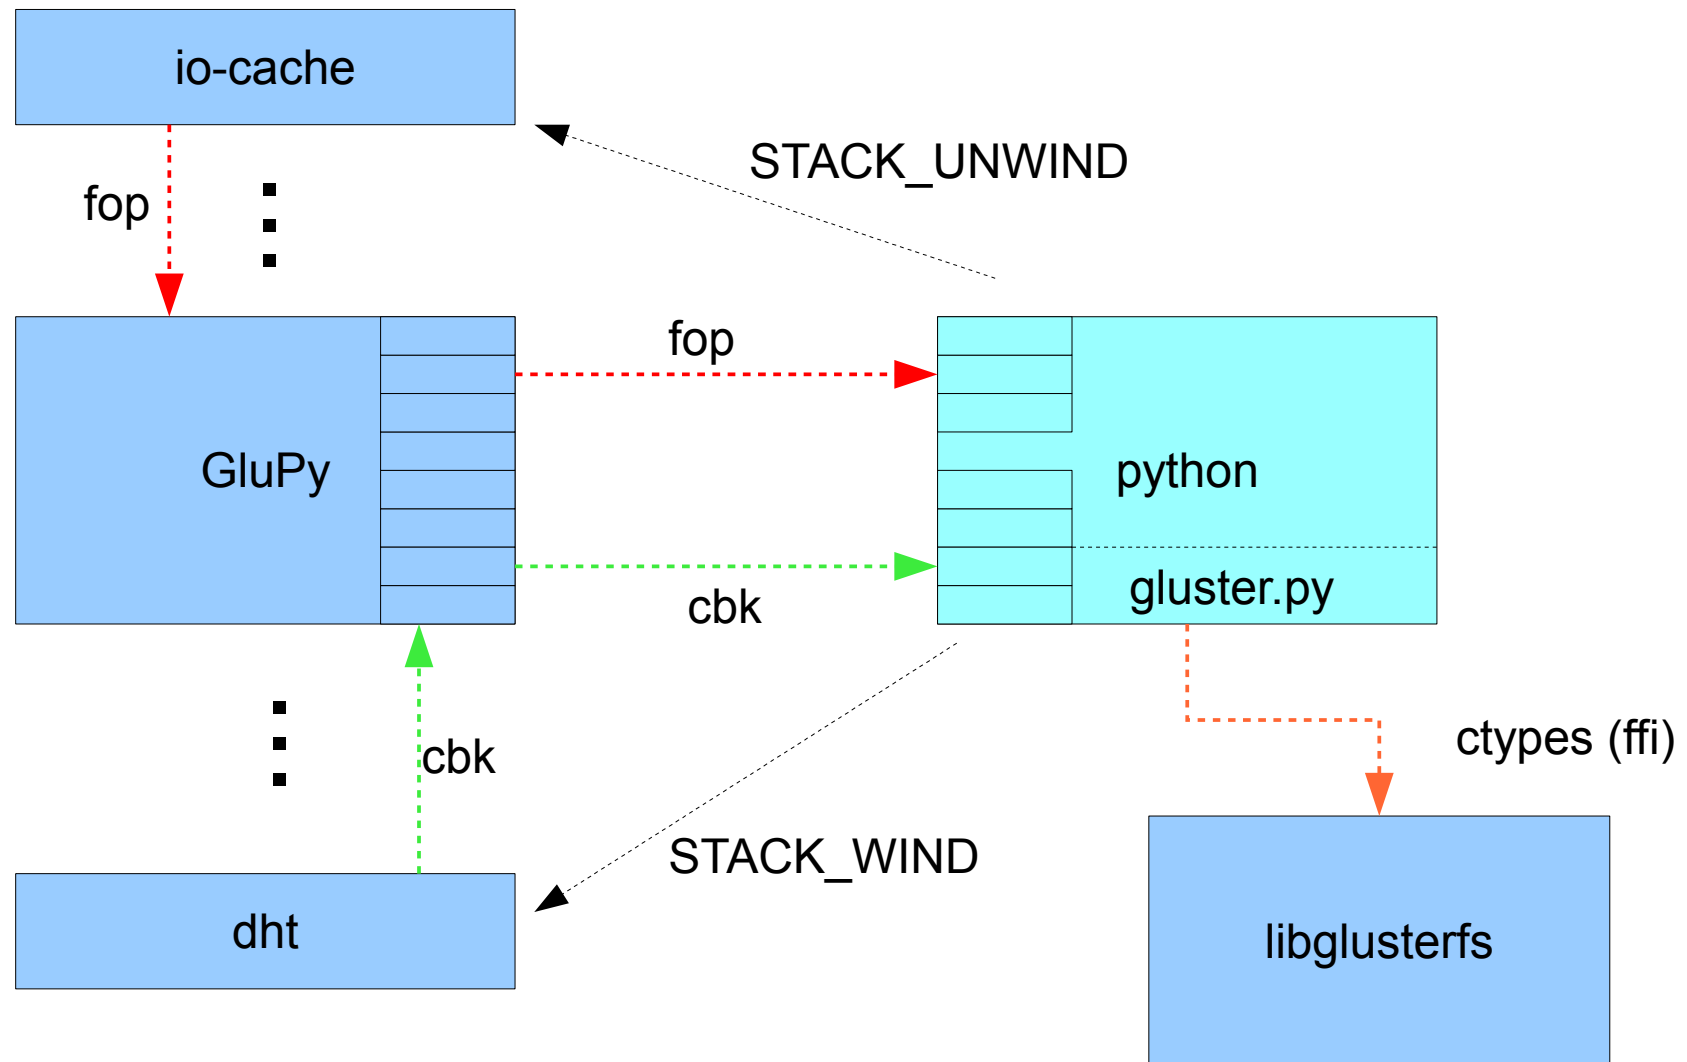 io-cache
STACK_UNWIND
fop
fop
GluPy
python
gluster.py
cbk
ctypes (ffi)
cbk
STACK_WIND
dht
libglusterfs